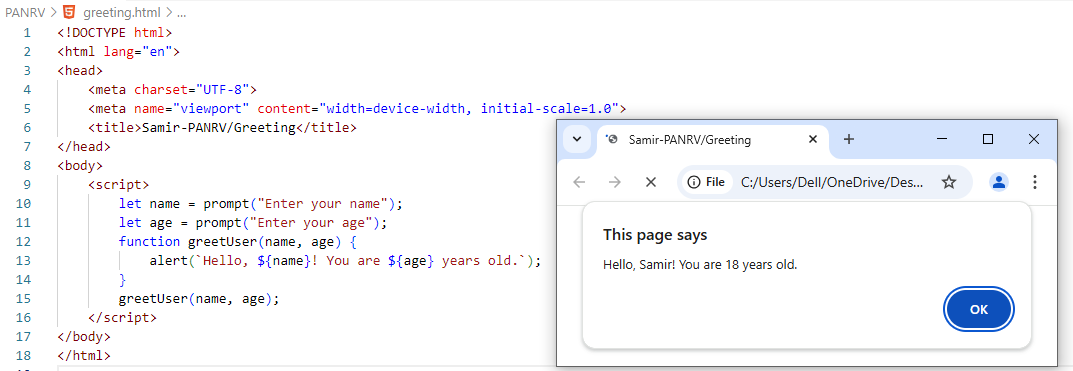 PANRV > greeting.html > ...
1 <!DOCTYPE html>
2 <html lang="en">
3 <head>
4     <meta charset="UTF-8">
5     <meta name="viewport" content="width=device-width, initial-scale=1.0">
6     <title>Samir-PANRV/Greeting</title>
7 </head>
8 <body>
9     <script>
10         let name = prompt("Enter your name");
11         let age = prompt("Enter your age");
12         function greetUser(name, age) {
13             alert(`Hello, ${name}! You are ${age} years old.`);
14         }
15         greetUser(name, age);
16     </script>
17 </body>
18 </html>
Samir-PANRV/Greeting
File C:/Users/Dell/OneDrive/Des...
This page says
Hello, Samir! You are 18 years old.
OK